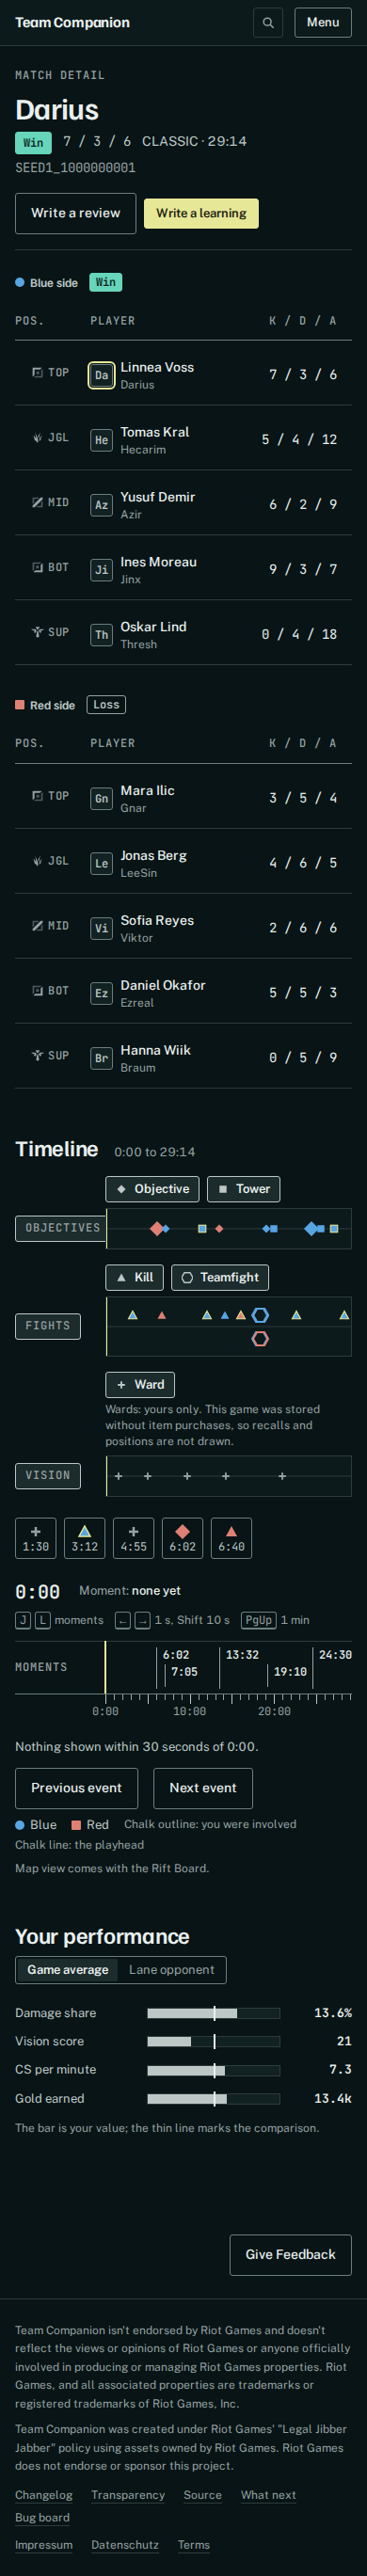 Team Companion
Menu
MATCH DETAIL
Darius
Win 7 / 3 / 6 CLASSIC · 29:14
SEED1_1000000001
Write a review Write a learning
Blue side Win
POS. PLAYER K / D / A
TOP Da Linnea Voss 7 / 3 / 6
Darius
JGL He Tomas Kral 5 / 4 / 12
Hecarim
MID Az Yusuf Demir 6 / 2 / 9
Azir
BOT Ji Ines Moreau 9 / 3 / 7
Jinx
SUP Th Oskar Lind 0 / 4 / 18
Thresh
Red side Loss
POS. PLAYER K / D / A
TOP Gn Mara Ilic 3 / 5 / 4
Gnar
JGL Le Jonas Berg 4 / 6 / 5
LeeSin
MID Vi Sofia Reyes 2 / 6 / 6
Viktor
BOT Ez Daniel Okafor 5 / 5 / 3
Ezreal
SUP Br Hanna Wiik 0 / 5 / 9
Braum
Timeline 0:00 to 29:14
Objective Tower
OBJECTIVES
Kill Teamfight
FIGHTS
Ward
Wards: yours only. This game was stored
without item purchases, so recalls and
positions are not drawn.
VISION
1:30 3:12 4:55 6:02 6:40
0:00 Moment: none yet
J L moments ← → 1 s, Shift 10 s PgUp 1 min
MOMENTS
6:02 13:32 24:30
7:05 19:10
0:00 10:00 20:00
Nothing shown within 30 seconds of 0:00.
Previous event Next event
Blue Red Chalk outline: you were involved
Chalk line: the playhead
Map view comes with the Rift Board.
Your performance
Game average Lane opponent
Damage share 13.6%
Vision score 21
CS per minute 7.3
Gold earned 13.4k
The bar is your value; the thin line marks the comparison.
Give Feedback
Team Companion isn't endorsed by Riot Games and doesn't
reflect the views or opinions of Riot Games or anyone officially
involved in producing or managing Riot Games properties. Riot
Games, and all associated properties are trademarks or
registered trademarks of Riot Games, Inc.
Team Companion was created under Riot Games' "Legal Jibber
Jabber" policy using assets owned by Riot Games. Riot Games
does not endorse or sponsor this project.
Changelog Transparency Source What next
Bug board
Impressum Datenschutz Terms